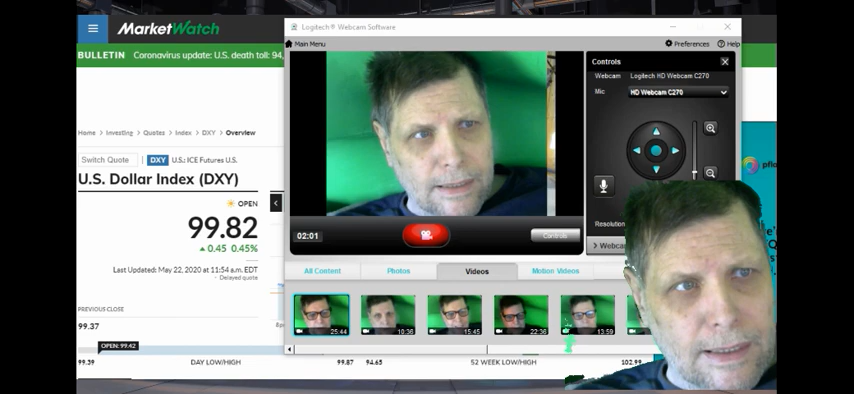 MarketWatch
BULLETIN Coronavirus update: U.S. death toll: 94,
Home > Investing > Quotes > Index > DXY > Overview
Switch Quote DXY U.S.: ICE Futures U.S.
U.S. Dollar Index (DXY)
OPEN
99.82
0.45 0.45%
Last Updated: May 22, 2020 at 11:54 a.m. EDT
Delayed quote
PREVIOUS CLOSE
99.37
OPEN: 99.42
99.39 DAY LOW/HIGH 99.87 94.65 52 WEEK LOW/HIGH 102.99
Logitech® Webcam Software
Main Menu Preferences Help
Controls
Webcam Logitech HD Webcam C270
Mic HD Webcam C270
Resolution
Webca
02:01 Controls
All Content Photos Videos Motion Videos
25:44 10:36 15:45 22:36 13:59
pflo